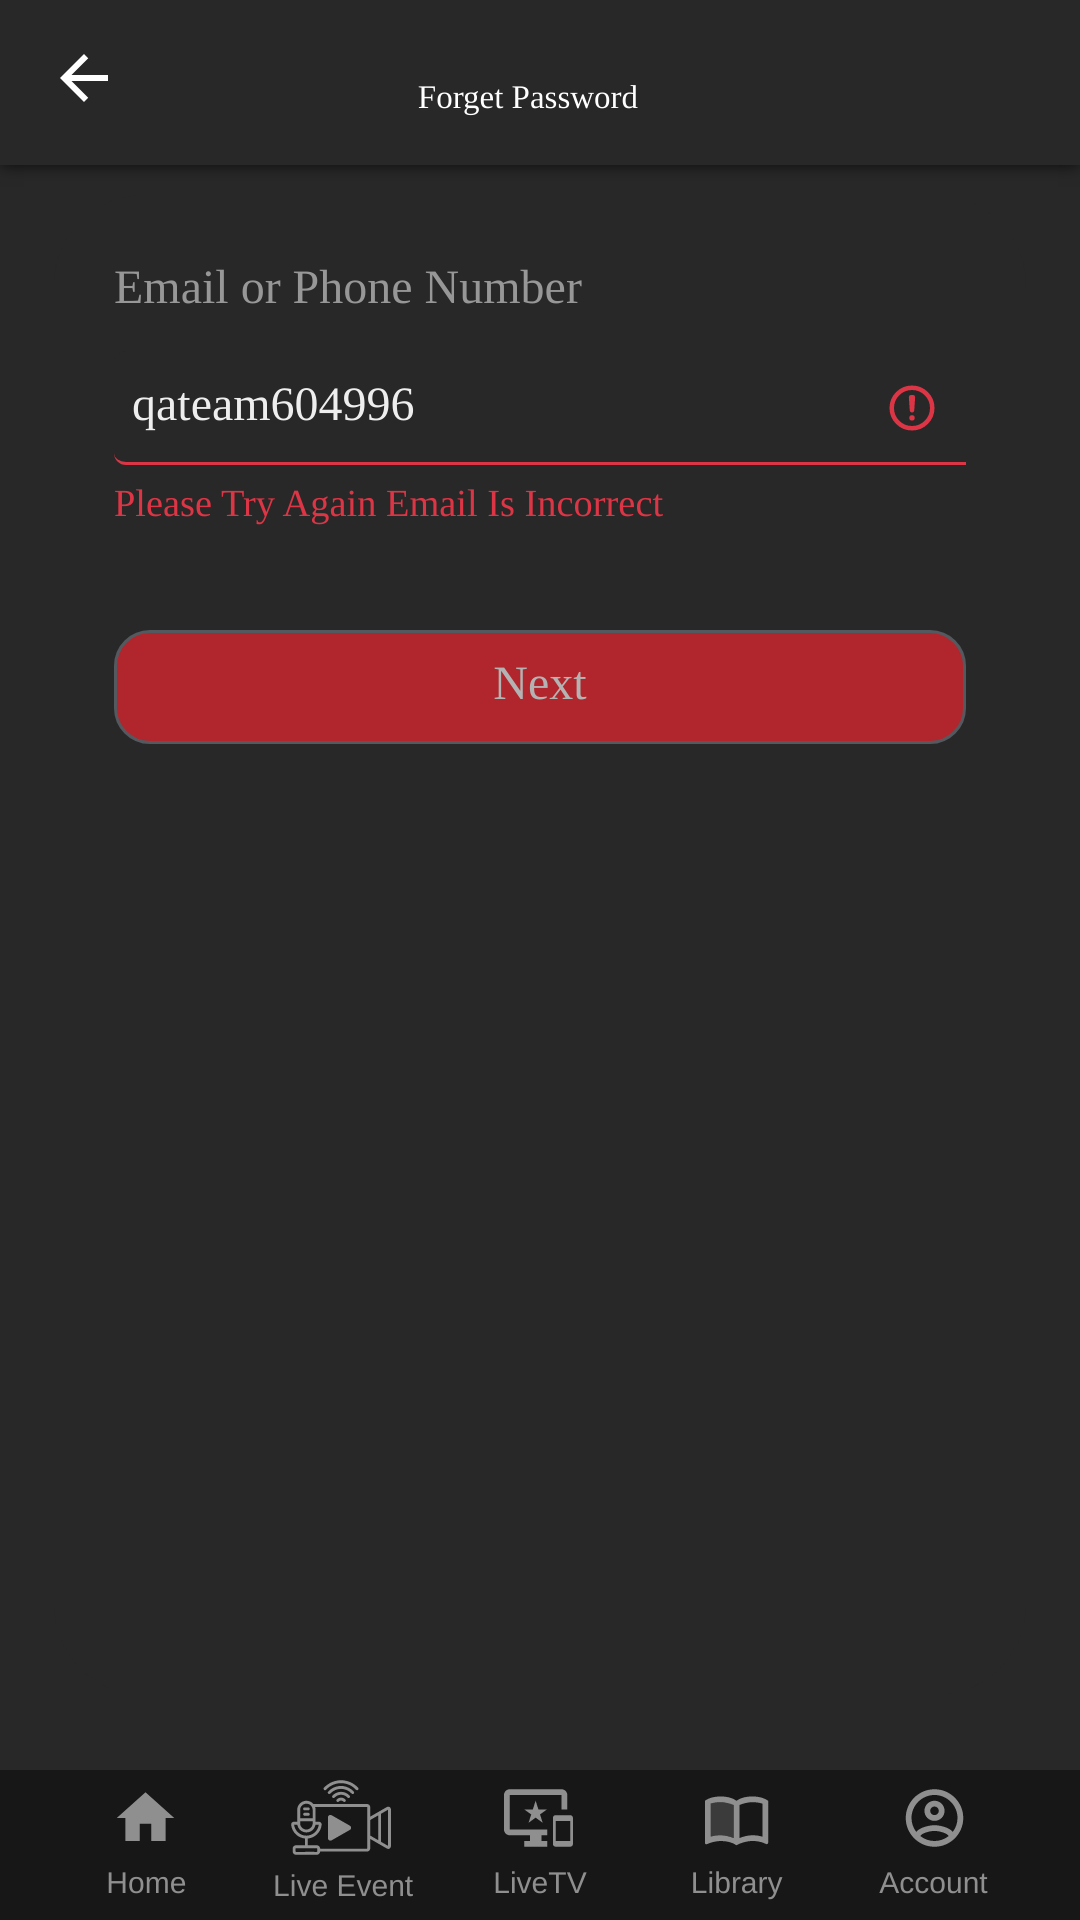 Forget Password
Email or Phone Number
qateam604996
Please Try Again Email Is Incorrect
Next
Home
Live Event
LiveTV
Library
Account